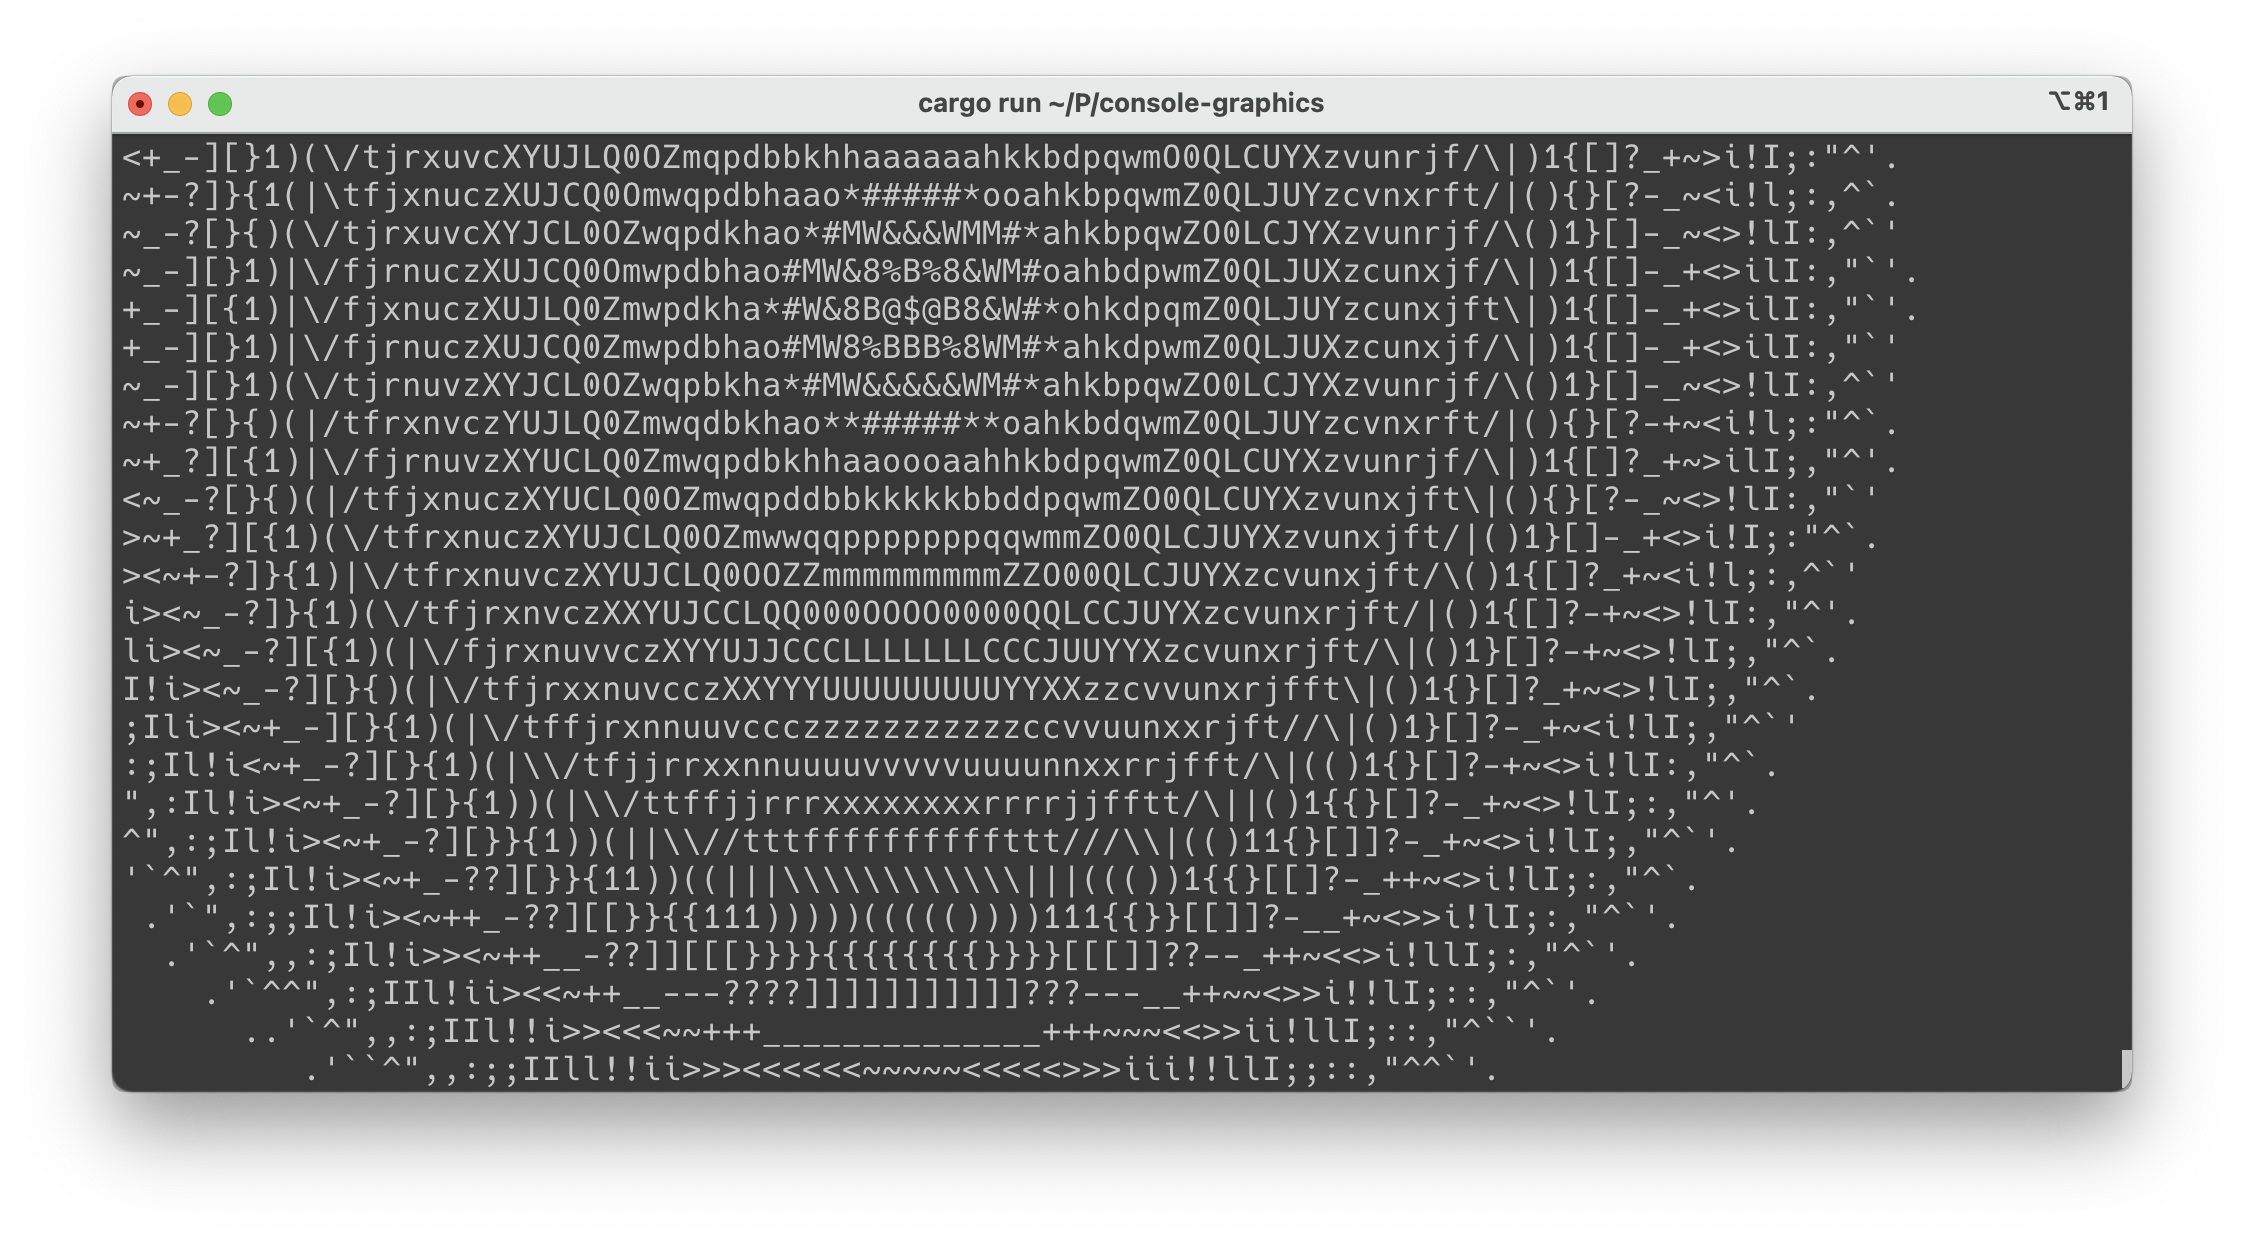 cargo run ~/P/console-graphics
⌥⌘1
<+_-][}1)(\/tjrxuvcXYUJLQ0OZmqpdbbkhhaaaaaahkkbdpqwmO0QLCUYXzvunrjf/\|)1{[]?_+~>i!I;:"^'.
~+-?]}{1(|\tfjxnuczXUJCQ0OmwqpdbhaAo*#####*ooahkbpqwmZ0QLJUYzcvnxrft/|(){}[?-_~<i!l;:,^`.
~_-?[}{)(\/tjrxuvcXYJCL0OZwqpdkhao*#MW&&&WMM#*ahkbpqwZO0LCJYXzvunrjf/\()1}[]-_~<>!lI:,^`'
~_-][}1)|\/fjrnuczXUJCQ0OmwpdbhaO#MW&8%B%8&WM#oahbdpwmZ0QLJUXzcunxjf/\|)1{[]-_+<>ilI:,"`'.
+_-][{1)|\/fjxnuczXUJLQ0ZmwpdkHa*#W&8B@$@B8&W#*ohkdpqmZ0QLJUYzcunxjft\|)1{[]-_+<>ilI:,"`'.
+_-][}1)|\/fjrnuczXUJCQ0Zmwpdbhao#MW8%BBB%8WM#*ahkdpwmZ0QLJUXzcunxjf/\|)1{[]-_+<>ilI:,"`'
~_-][}1)(\/tjrnuvzXYJCL0OZwqpbkha*#MW&&&&&WM#*ahkbpqwZO0LCJYXzvunrjf/\()1}[]-_~<>!lI:,^`'
~+-?[}{)(|/tfrxnvczYUJLQ0Zmwqdbkhao**#####**oahkbdqwmZ0QLJUYzcvnxrft/|(){}[?-+~<i!l;:"^`.
~+_?][{1)|\/fjrnuvzXYUCLQ0ZmwqpdbkhhaaoooaahhkbdpqwmZ0QLCUYXzvunrjf/\|)1{[]?_+~>ilI;,"^'.
<~_-?[}{)(|/tfjxnuczXYUCLQ0OZmwqpddbbkkkkkbbddpqwmZO0QLCUYXzvunxjft\|(){}[?-_~<>!lI:,"`'
>~+_?][{1)(\/tfrxnuczXYUJCLQ0OZmwwqqppppppppqqwmmZO0QLCJUYXzvunxjft/|()1}[]-_+<>i!I;:"^`.
><~+-?]}{1)|\/tfrxnuvczXYUJCLQ0OOZZmmmmmmmmmZZO00QLCJUYXzcvunxjft/\()1{[]?_+~<i!l;:,^`'
i><~_-?]}{1)(\/tfjrxnvczXXYUJCCLQQ000OOOO0000QQLCCJUYXzcvunxrjft/|()1{[]?-+~<>!lI:,"^'.
li><~_-?][{1)(|\/fjrxnuvvczXYYUJJCCCLLLLLLLCCCJUUYYXzcvunxrjft/\|()1}[]?-+~<>!lI;,"^`.
I!i><~_-?][}{)(|\/tfjrxxnuvcczXXYYYUUUUUUUUUYYXXzzcvvunxrjfft\|()1{}[]?_+~<>!lI;,"^`.
;Ili><~+_-][}{1)(|\/tffjrxnnuuvccczzzzzzzzzzzccvvuunxxrjft//\|()1}[]?-_+~<i!lI;,"^`'
:;Il!i<~+_-?][}{1)(|\\/tfjjrrxxnnuuuuvvvvvuuuunnxxrrjfft/\|(()1{}[]?-+~<>i!lI:,"^`.
",:Il!i><~+_-?][}{1))(|\\/ttffjjrrrxxxxxxxxrrrrjjfftt/\||()1{{}[]?-_+~<>!lI;:,"^'.
^",:;Il!i><~+_-?][}}{1))(||\\//tttffffffffffffttt///\\|(()11{}[]]?-_+~<>i!lI;,"^`'.
'`^",:;Il!i><~+_-??][}}{11))((|||\\\\\\\\\\\\|||((())1{{}[[]?-_++~<>i!lI;:,"^`.
.'`",:;;Il!i><~++_-??][[}}{{111)))))((((()))))111{{}}[[]]?-__+~<>>i!lI;:,"^`'.
.'`^",,:;Il!i>><~++__-??]][[[}}}}{{{{{{{{}}}}[[[]]??--_++~<<>i!llI;:,"^`'.
.'`^^",:;IIl!ii><<~++__---????]]]]]]]]]]]???---__++~~<>>i!!lI;::,"^`'.
..'`^",,:;IIl!!i>><<<~~+++______________+++~~~<<>>ii!llI;::,"^``'.
.'``^",,:;;IIll!!ii>>><<<<<<~~~~~<<<<<>>>iii!!llI;;::,"^^`'.